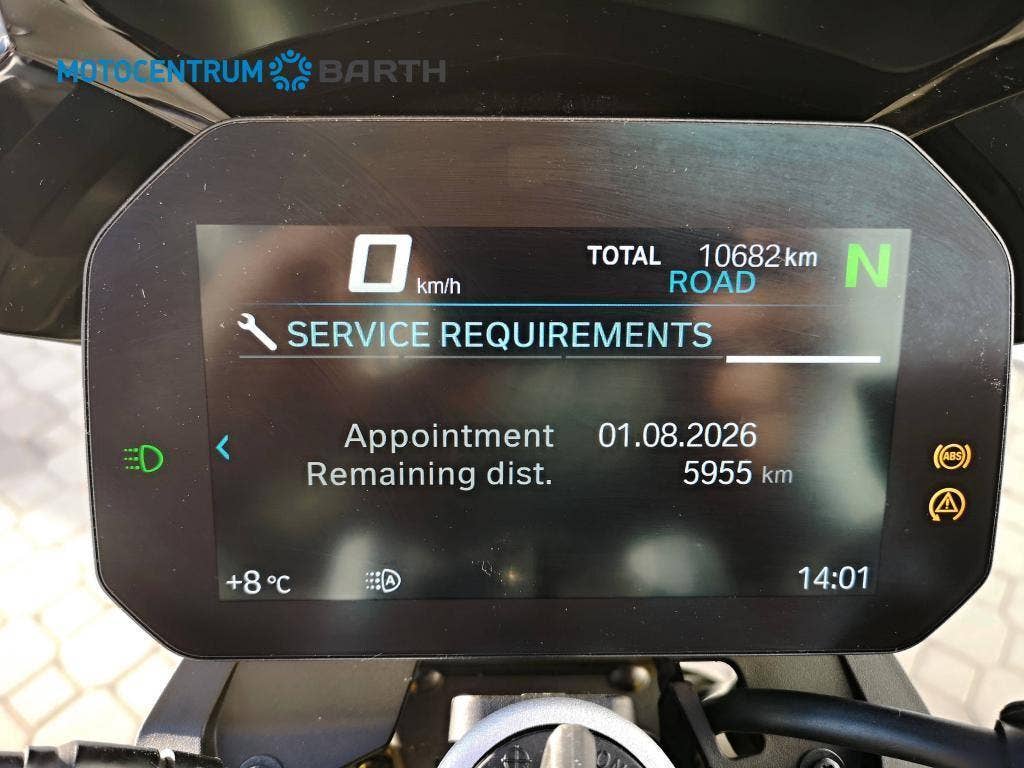 MOTOCENTRUM BARTH
0 km/h TOTAL 10682 km N
ROAD
SERVICE REQUIREMENTS
Appointment 01.08.2026
Remaining dist. 5955 km
ABS
+8 °C A 14:01
ON